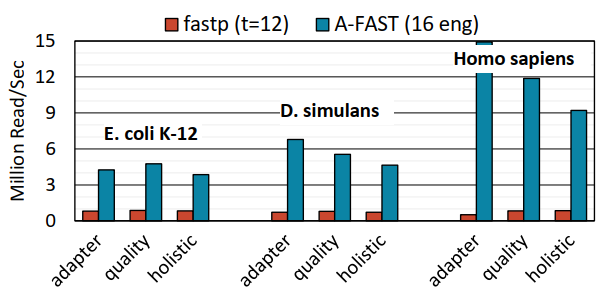 fastp (t=12) A-FAST (16 eng)
Million Read/Sec
15
12
9
6
3
0
Homo sapiens
D. simulans
E. coli K-12
adapter quality holistic adapter quality holistic adapter quality holistic